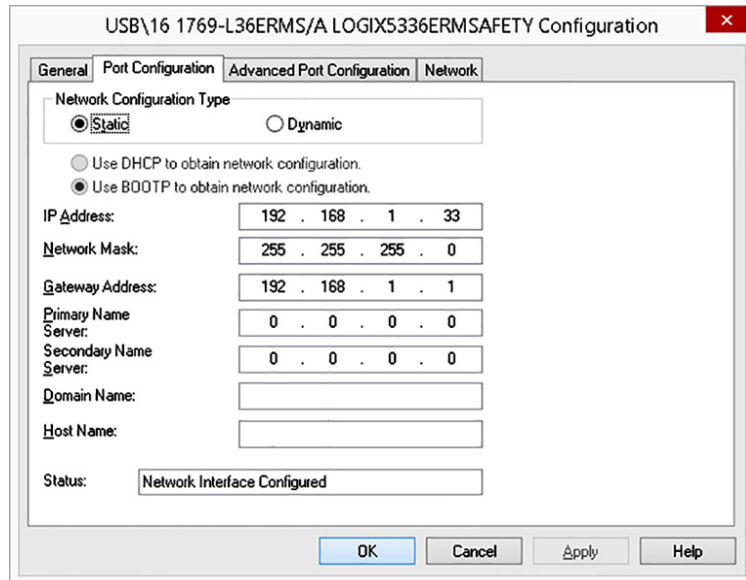 USB\16 1769-L36ERMS/A LOGIX5336ERMSAFETY Configuration
General Port Configuration Advanced Port Configuration Network
Network Configuration Type
Static Dynamic
Use DHCP to obtain network configuration.
Use BOOTP to obtain network configuration.
IP Address: 192 . 168 . 1 . 33
Network Mask: 255 . 255 . 255 . 0
Gateway Address: 192 . 168 . 1 . 1
Primary Name
Server: 0 . 0 . 0 . 0
Secondary Name
Server: 0 . 0 . 0 . 0
Domain Name:
Host Name:
Status: Network Interface Configured
OK Cancel Apply Help